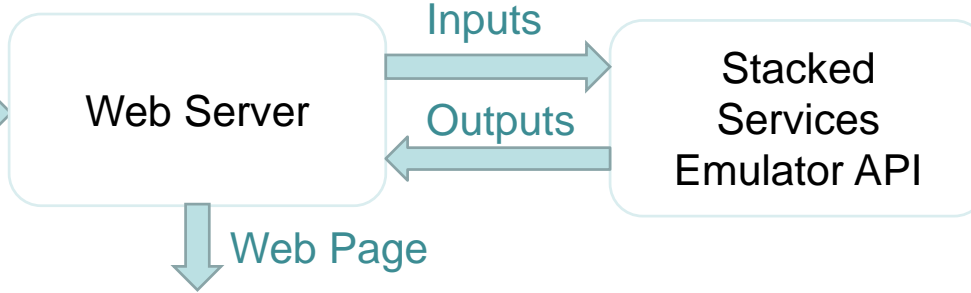 Inputs
Web Server
Outputs
Stacked
Services
Emulator API
Web Page